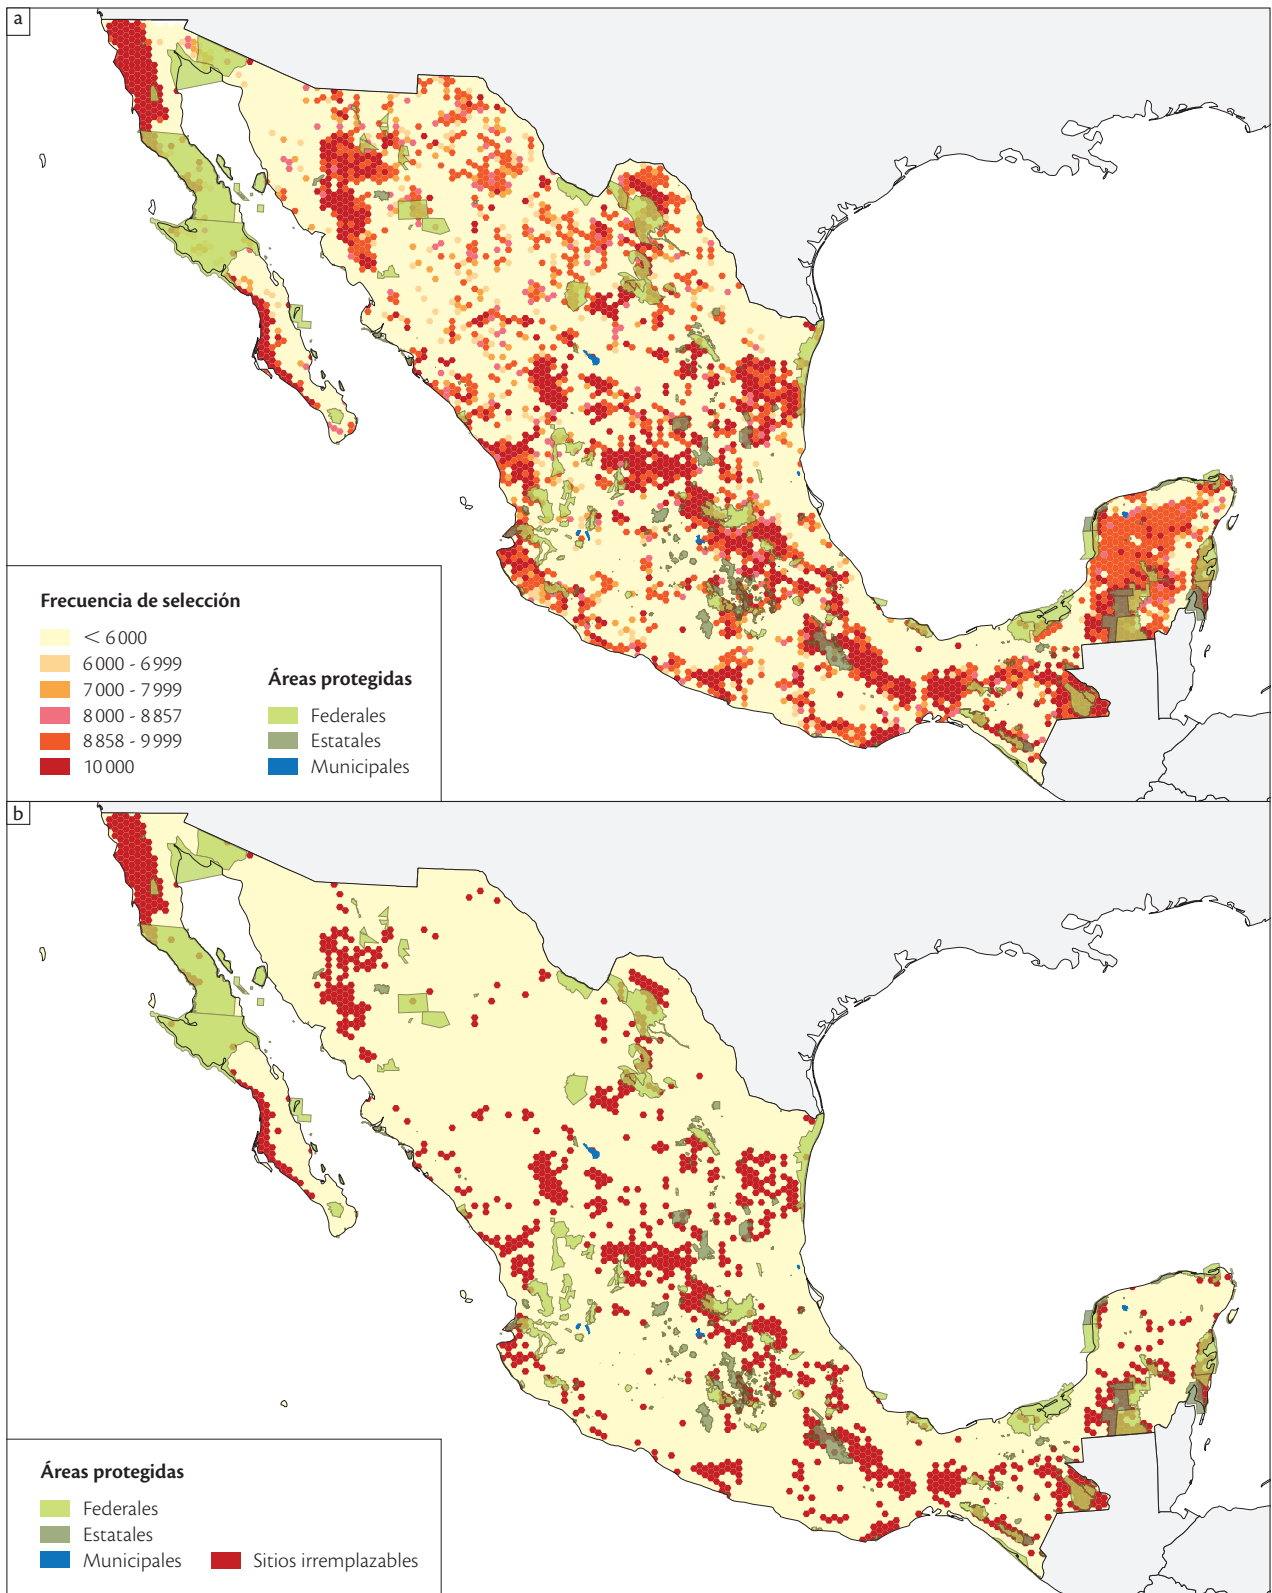 a
Frecuencia de selección
< 6 000
6 000 - 6 999
7 000 - 7 999
8 000 - 8 857
8 858 - 9 999
10 000
Áreas protegidas
Federales
Estatales
Municipales
b
Áreas protegidas
Federales
Estatales
Municipales
Sitios irremplazables